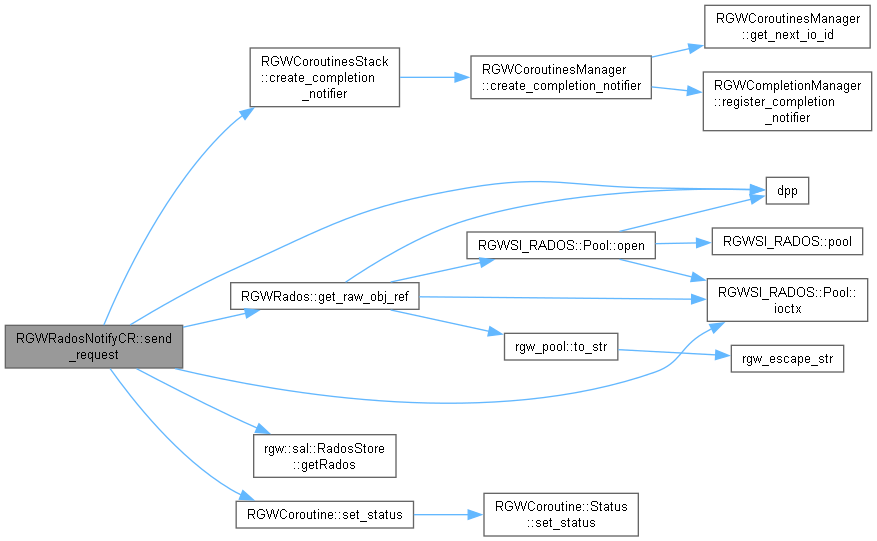 RGWCoroutinesManager
::get_next_io_id
RGWCoroutinesStack
::create_completion
_notifier
RGWCoroutinesManager
::create_completion_notifier
RGWCompletionManager
::register_completion
_notifier
dpp
RGWSI_RADOS::Pool::open
RGWSI_RADOS::pool
RGWRados::get_raw_obj_ref
RGWSI_RADOS::Pool::
ioctx
RGWRadosNotifyCR::send
_request
rgw_pool::to_str
rgw_escape_str
rgw::sal::RadosStore
::getRados
RGWCoroutine::set_status
RGWCoroutine::Status
::set_status